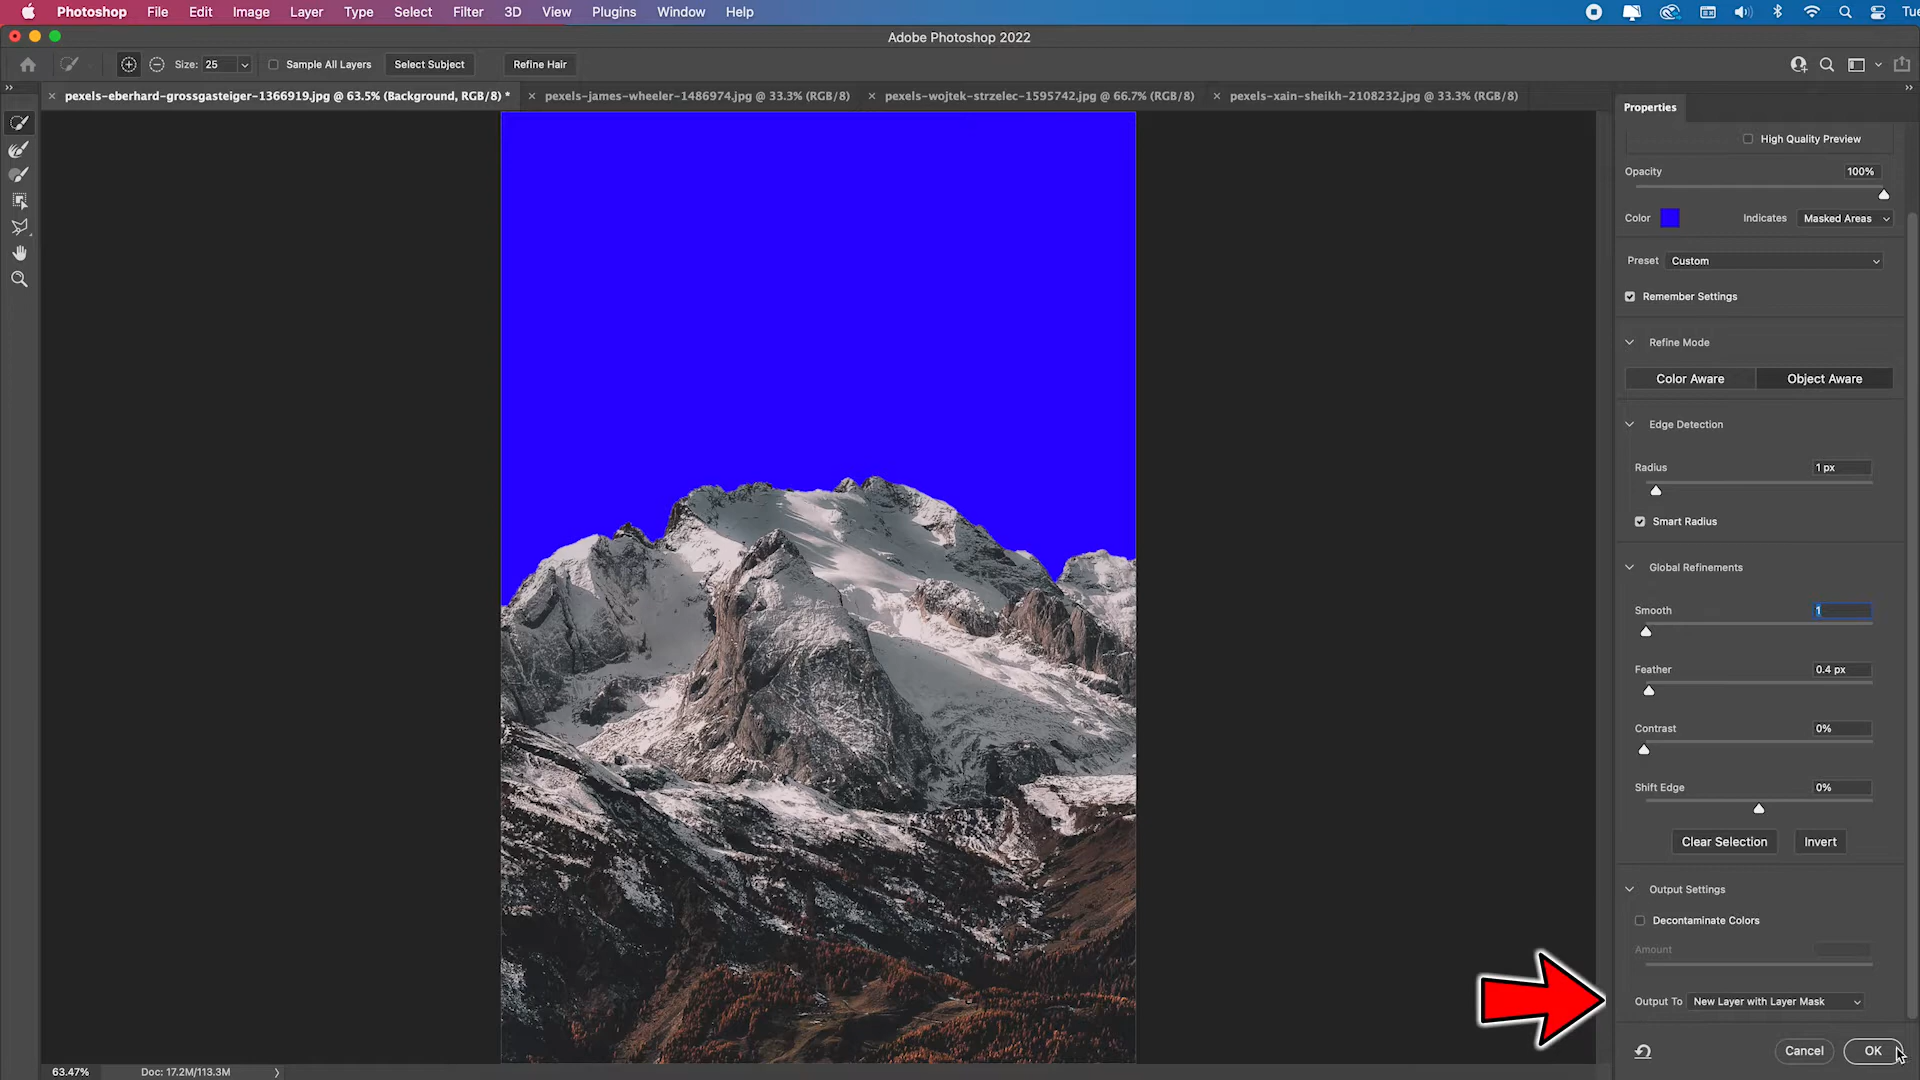 Photoshop File Edit Image Layer Type Select Filter 3D View Plugins Window Help
Adobe Photoshop 2022
Size: 25 Sample All Layers Select Subject Refine Hair
pexels-eberhard-grossgasteiger-1366919.jpg @ 63.5% (Background, RGB/8) * pexels-james-wheeler-1486974.jpg @ 33.3% (RGB/8) pexels-wojtek-strzelec-1595742.jpg @ 66.7% (RGB/8) pexels-xain-sheikh-2108232.jpg @ 33.3% (RGB/8)
Properties
High Quality Preview
Opacity 100%
Color Indicates Masked Areas
Preset Custom
Remember Settings
Refine Mode
Color Aware Object Aware
Edge Detection
Radius 1 px
Smart Radius
Global Refinements
Smooth 1
Feather 0.4 px
Contrast 0%
Shift Edge 0%
Clear Selection Invert
Output Settings
Decontaminate Colors
Amount
Output To New Layer with Layer Mask
Cancel OK
63.47% Doc: 17.2M/113.3M